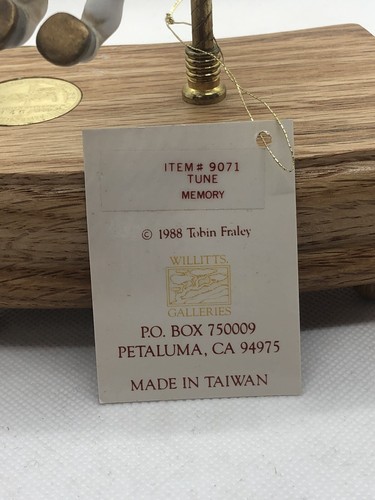 ITEM# 9071
TUNE
MEMORY
© 1988 Tobin Fraley
WILLITTS
GALLERIES
P.O. BOX 750009
PETALUMA, CA 94975
MADE IN TAIWAN